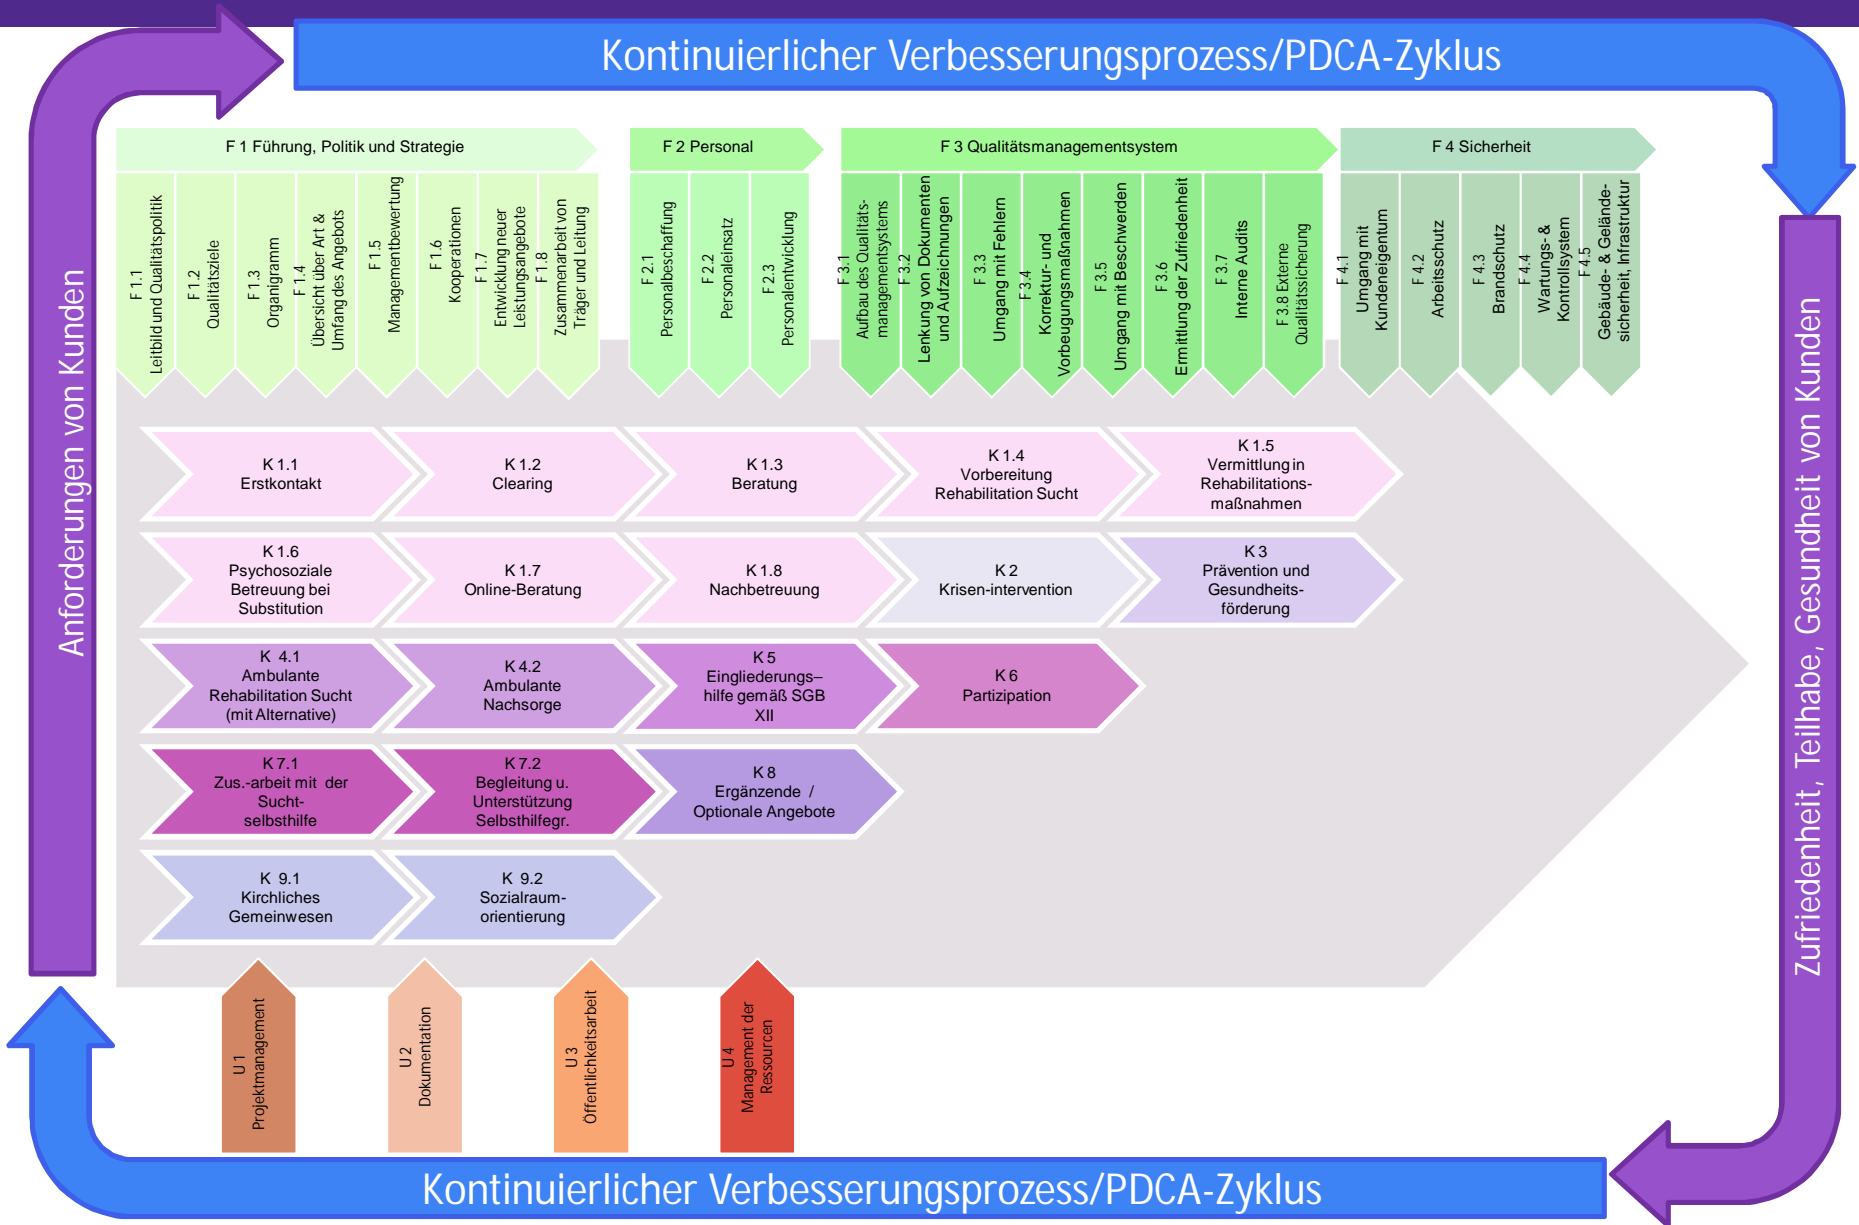 Kontinuierlicher Verbesserungsprozess/PDCA-Zyklus
Anforderungen von Kunden
F 1 Führung, Politik und Strategie
F 2 Personal
F 3 Qualitätsmanagementsystem
F 4 Sicherheit
F 1.1
Leitbild und Qualitätspolitik
F 1.2
Qualitätsziele
F 1.3
Organigramm
F 1.4
Übersicht über Art &
Umfang des Angebots
F 1.5
Managementbewertung
F 1.6
Kooperationen
F 1.7
Entwicklung neuer
Leistungsangebote
F 1.8
Zusammenarbeit von
Träger und Leitung
F 2.1
Personalbeschaffung
F 2.2
Personaleinsatz
F 2.3
Personalentwicklung
F 3.1
Aufbau des Qualitäts-
managementsystems
F 3.2
Lenkung von Dokumenten
und Aufzeichnungen
F 3.3
Umgang mit Fehlern
F 3.4
Korrektur- und
Vorbeugungsmaßnahmen
F 3.5
Umgang mit Beschwerden
F 3.6
Ermittlung der Zufriedenheit
F 3.7
Interne Audits
F 3.8 Externe
Qualitätssicherung
F 4.1
Umgang mit
Kundeneigentum
F 4.2
Arbeitsschutz
F 4.3
Brandschutz
F 4.4
Wartungs- &
Kontrollsystem
F 4.5
Gebäude- & Gelände-
sicherheit, Infrastruktur
K 1.1
Erstkontakt
K 1.2
Clearing
K 1.3
Beratung
K 1.4
Vorbereitung
Rehabilitation Sucht
K 1.5
Vermittlung in
Rehabilitations-
maßnahmen
K 1.6
Psychosoziale
Betreuung bei
Substitution
K 1.7
Online-Beratung
K 1.8
Nachbetreuung
K 2
Krisen-intervention
K 3
Prävention und
Gesundheits-
förderung
K 4.1
Ambulante
Rehabilitation Sucht
(mit Alternative)
K 4.2
Ambulante
Nachsorge
K 5
Eingliederungs–
hilfe gemäß SGB
XII
K 6
Partizipation
K 7.1
Zus.-arbeit mit der
Sucht-
selbsthilfe
K 7.2
Begleitung u.
Unterstützung
Selbsthilfegr.
K 8
Ergänzende /
Optionale Angebote
K 9.1
Kirchliches
Gemeinwesen
K 9.2
Sozialraum-
orientierung
U 1
Projektmanagement
U 2
Dokumentation
U 3
Öffentlichkeitsarbeit
U 4
Management der
Ressourcen
Zufriedenheit, Teilhabe, Gesundheit von Kunden
Kontinuierlicher Verbesserungsprozess/PDCA-Zyklus